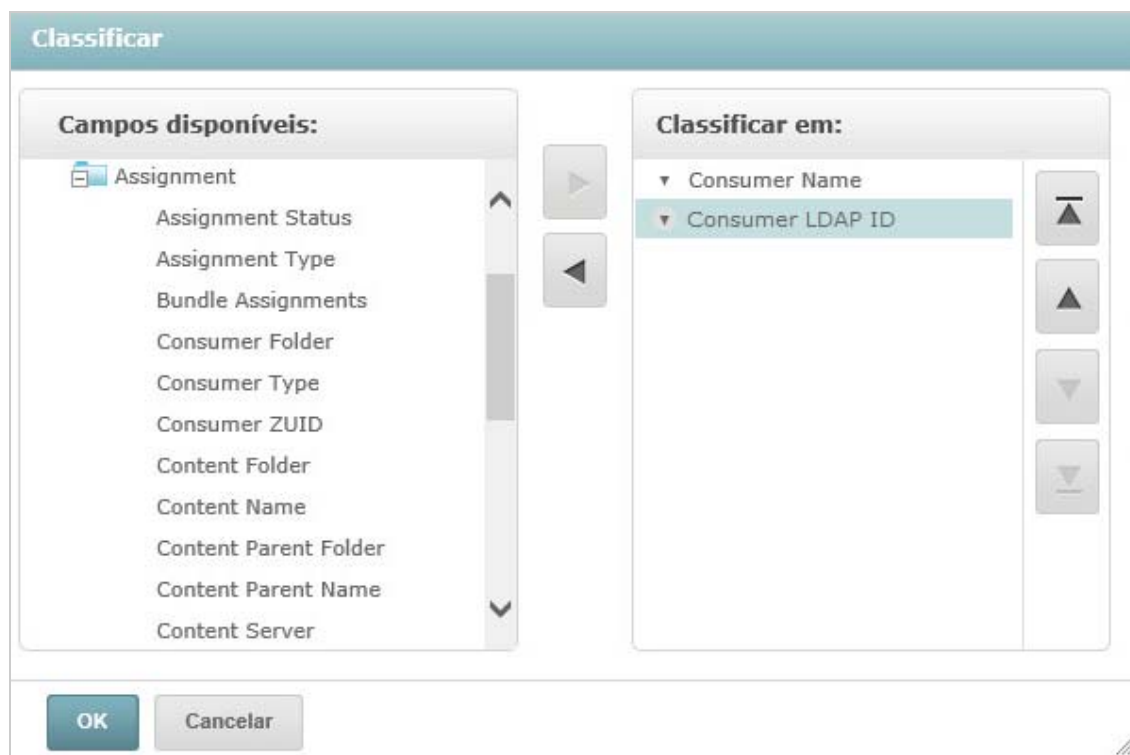 Classificar
Campos disponíveis:
Assignment
Assignment Status
Assignment Type
Bundle Assignments
Consumer Folder
Consumer Type
Consumer ZUID
Content Folder
Content Name
Content Parent Folder
Content Parent Name
Content Server
Classificar em:
Consumer Name
Consumer LDAP ID
OK
Cancelar